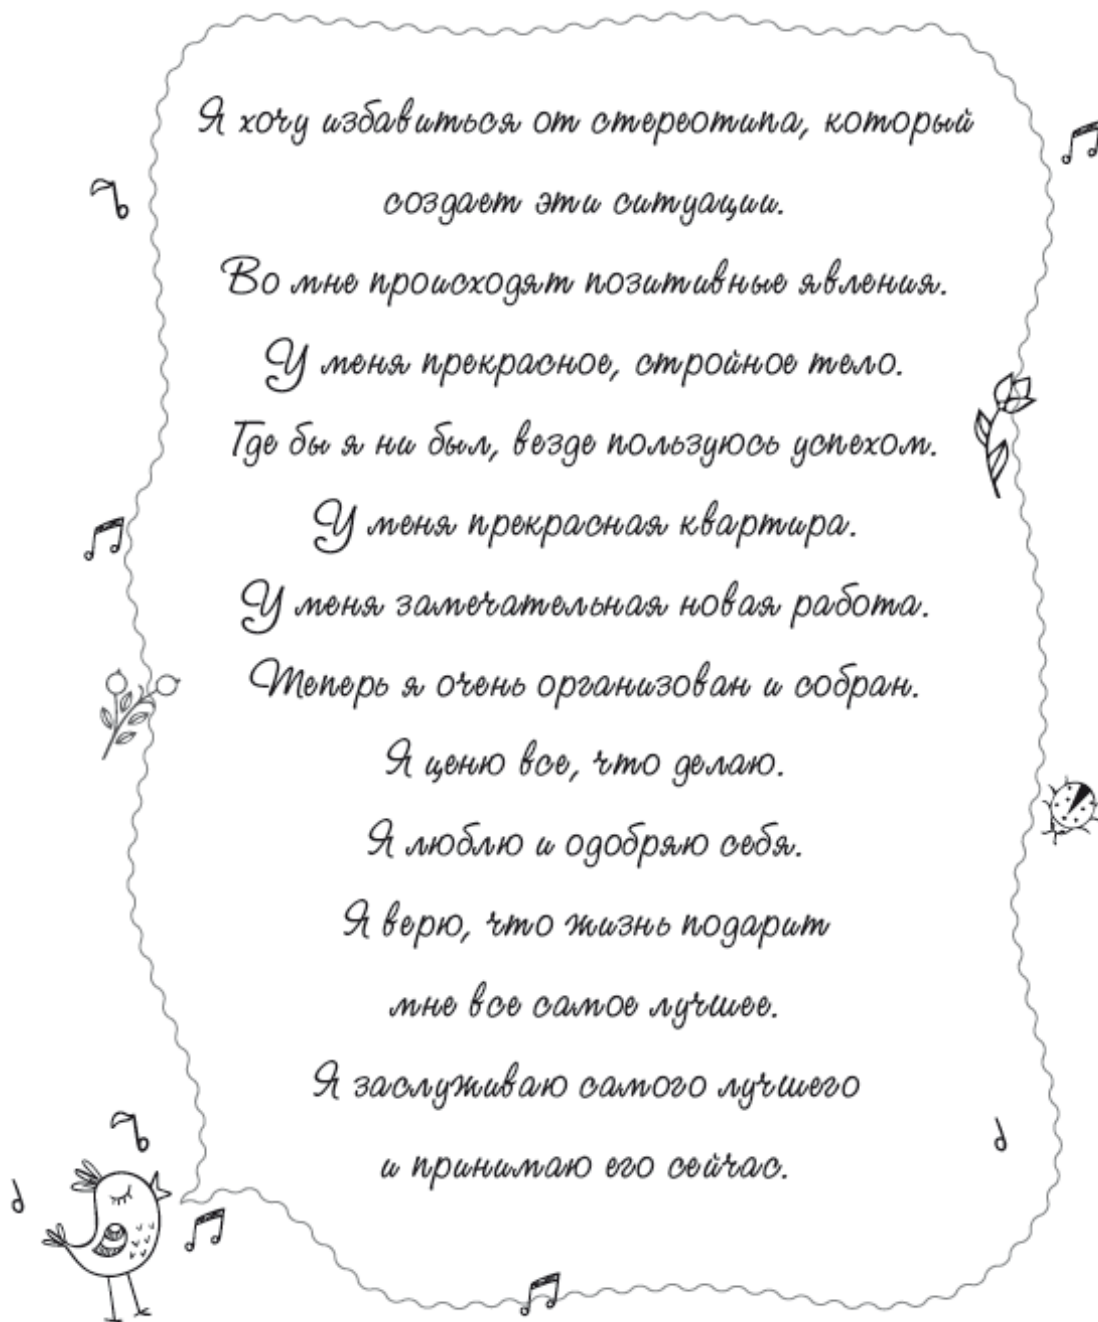 Я хочу избавиться от стереотипа, который
создает эти ситуации.
Во мне происходят позитивные явления.
У меня прекрасное, стройное тело.
Где бы я ни был, везде пользуюсь успехом.
У меня прекрасная квартира.
У меня замечательная новая работа.
Теперь я очень организован и собран.
Я ценю все, что делаю.
Я люблю и одобряю себя.
Я верю, что жизнь подарит
мне все самое лучшее.
Я заслуживаю самого лучшего
и принимаю его сейчас.